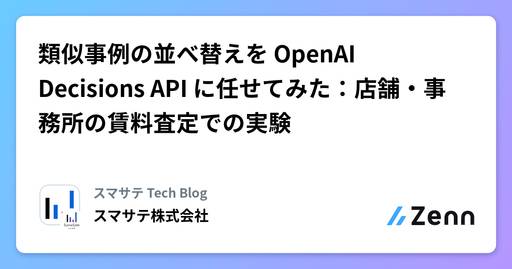 類似事例の並べ替えを OpenAI
Decisions API に任せてみた：店舗・事
務所の賃料査定での実験
スマサテ Tech Blog
スマサテ株式会社
Zenn